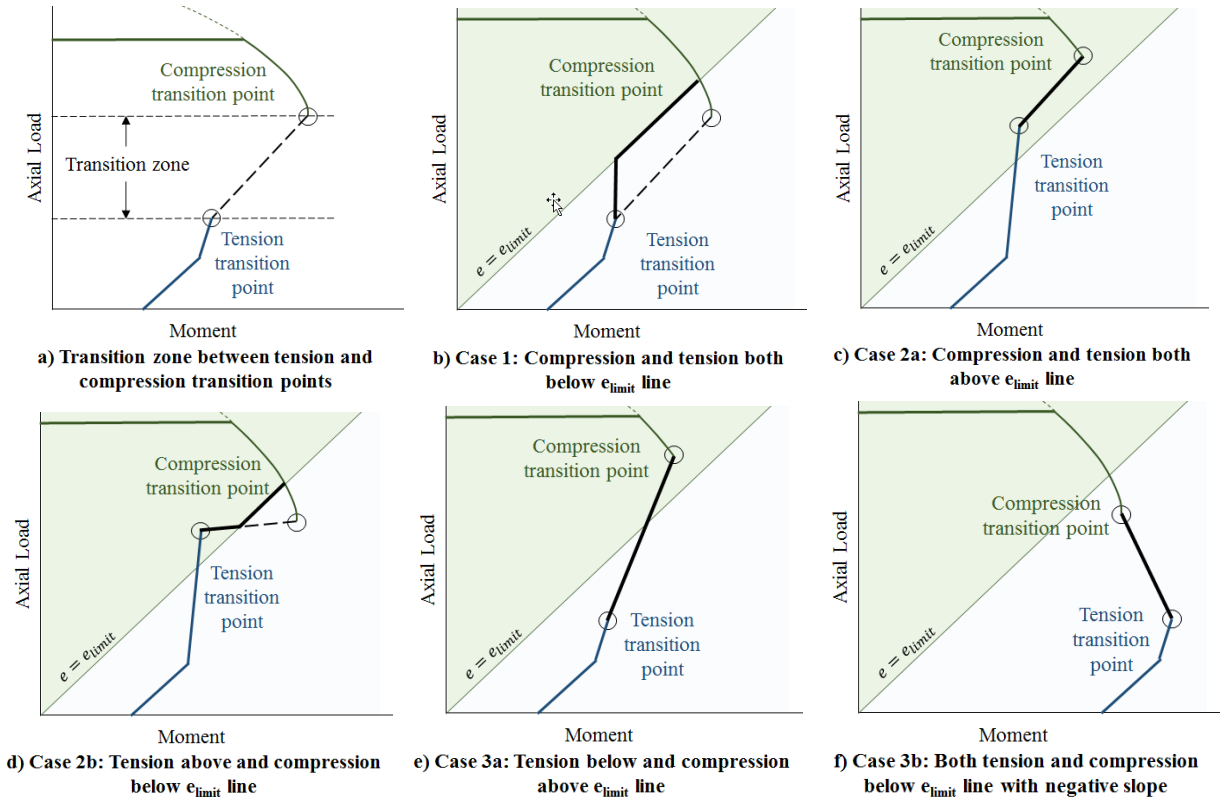 Axial Load
Compression
transition point
Transition zone
Tension
transition
point
Moment
a) Transition zone between tension and
compression transition points
Axial Load
Compression
transition point
e = e_limit
Tension
transition
point
Moment
b) Case 1: Compression and tension both
below e_limit line
Axial Load
Compression
transition point
Tension
transition
point
e = e_limit
Moment
c) Case 2a: Compression and tension both
above e_limit line
Axial Load
Compression
transition point
Tension
transition
point
e = e_limit
Moment
d) Case 2b: Tension above and compression
below e_limit line
Axial Load
Compression
transition point
Tension
transition
point
e = e_limit
Moment
e) Case 3a: Tension below and compression
above e_limit line
Axial Load
Compression
transition point
Tension
transition
point
e = e_limit
Moment
f) Case 3b: Both tension and compression
below e_limit line with negative slope